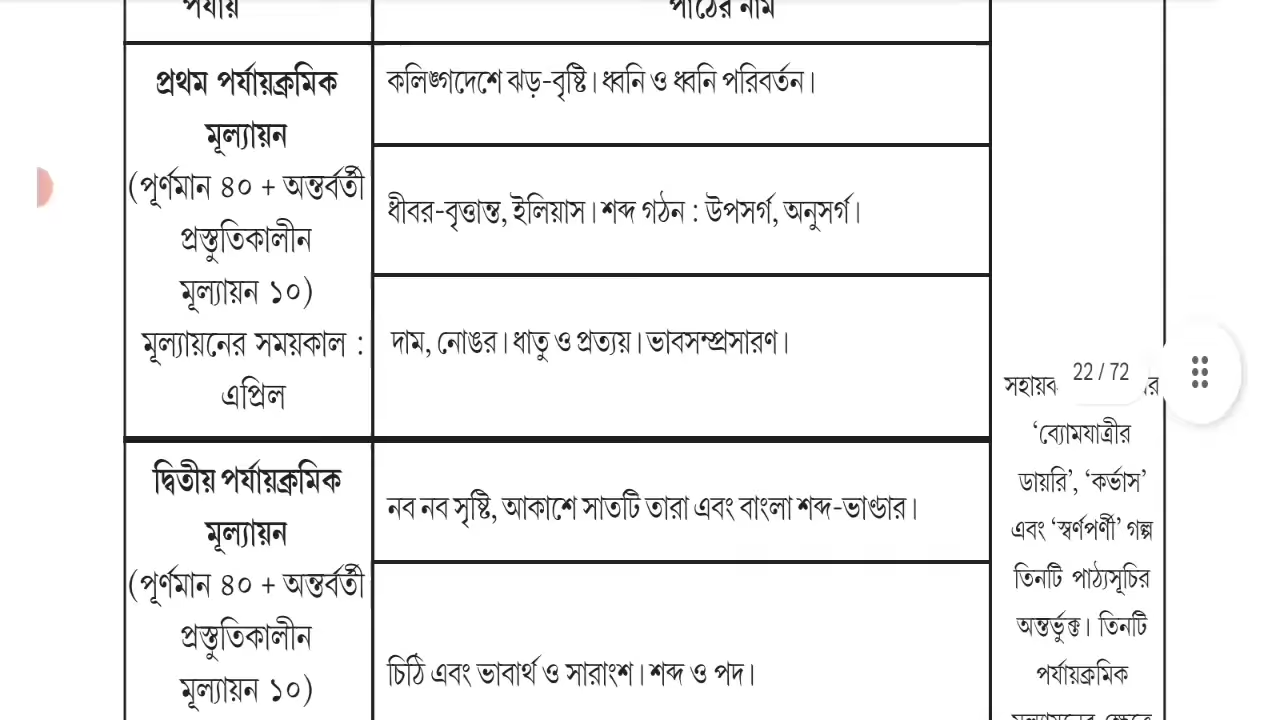 পর্যায়
পাঠের নাম
প্রথম পর্যায়ক্রমিক
মূল্যায়ন
(পূর্ণমান ৪০ + অন্তর্বর্তী
প্রস্তুতিকালীন
মূল্যায়ন ১০)
মূল্যায়নের সময়কাল :
এপ্রিল
কলিঙ্গদেশে ঝড়-বৃষ্টি। ধ্বনি ও ধ্বনি পরিবর্তন।
ধীবর-বৃত্তান্ত, ইলিয়াস। শব্দ গঠন : উপসর্গ, অনুসর্গ।
দাম, নোঙর। ধাতু ও প্রত্যয়। ভাবসম্প্রসারণ।
দ্বিতীয় পর্যায়ক্রমিক
মূল্যায়ন
(পূর্ণমান ৪০ + অন্তর্বর্তী
প্রস্তুতিকালীন
মূল্যায়ন ১০)
নব নব সৃষ্টি, আকাশে সাতটি তারা এবং বাংলা শব্দ-ভাণ্ডার।
চিঠি এবং ভাবার্থ ও সারাংশ। শব্দ ও পদ।
22 / 72
‘ব্যোমযাত্রীর
ডায়রি’, ‘কর্ভাস’
এবং ‘স্বর্ণপর্ণী’ গল্প
তিনটি পাঠ্যসূচির
অন্তর্ভুক্ত। তিনটি
পর্যায়ক্রমিক